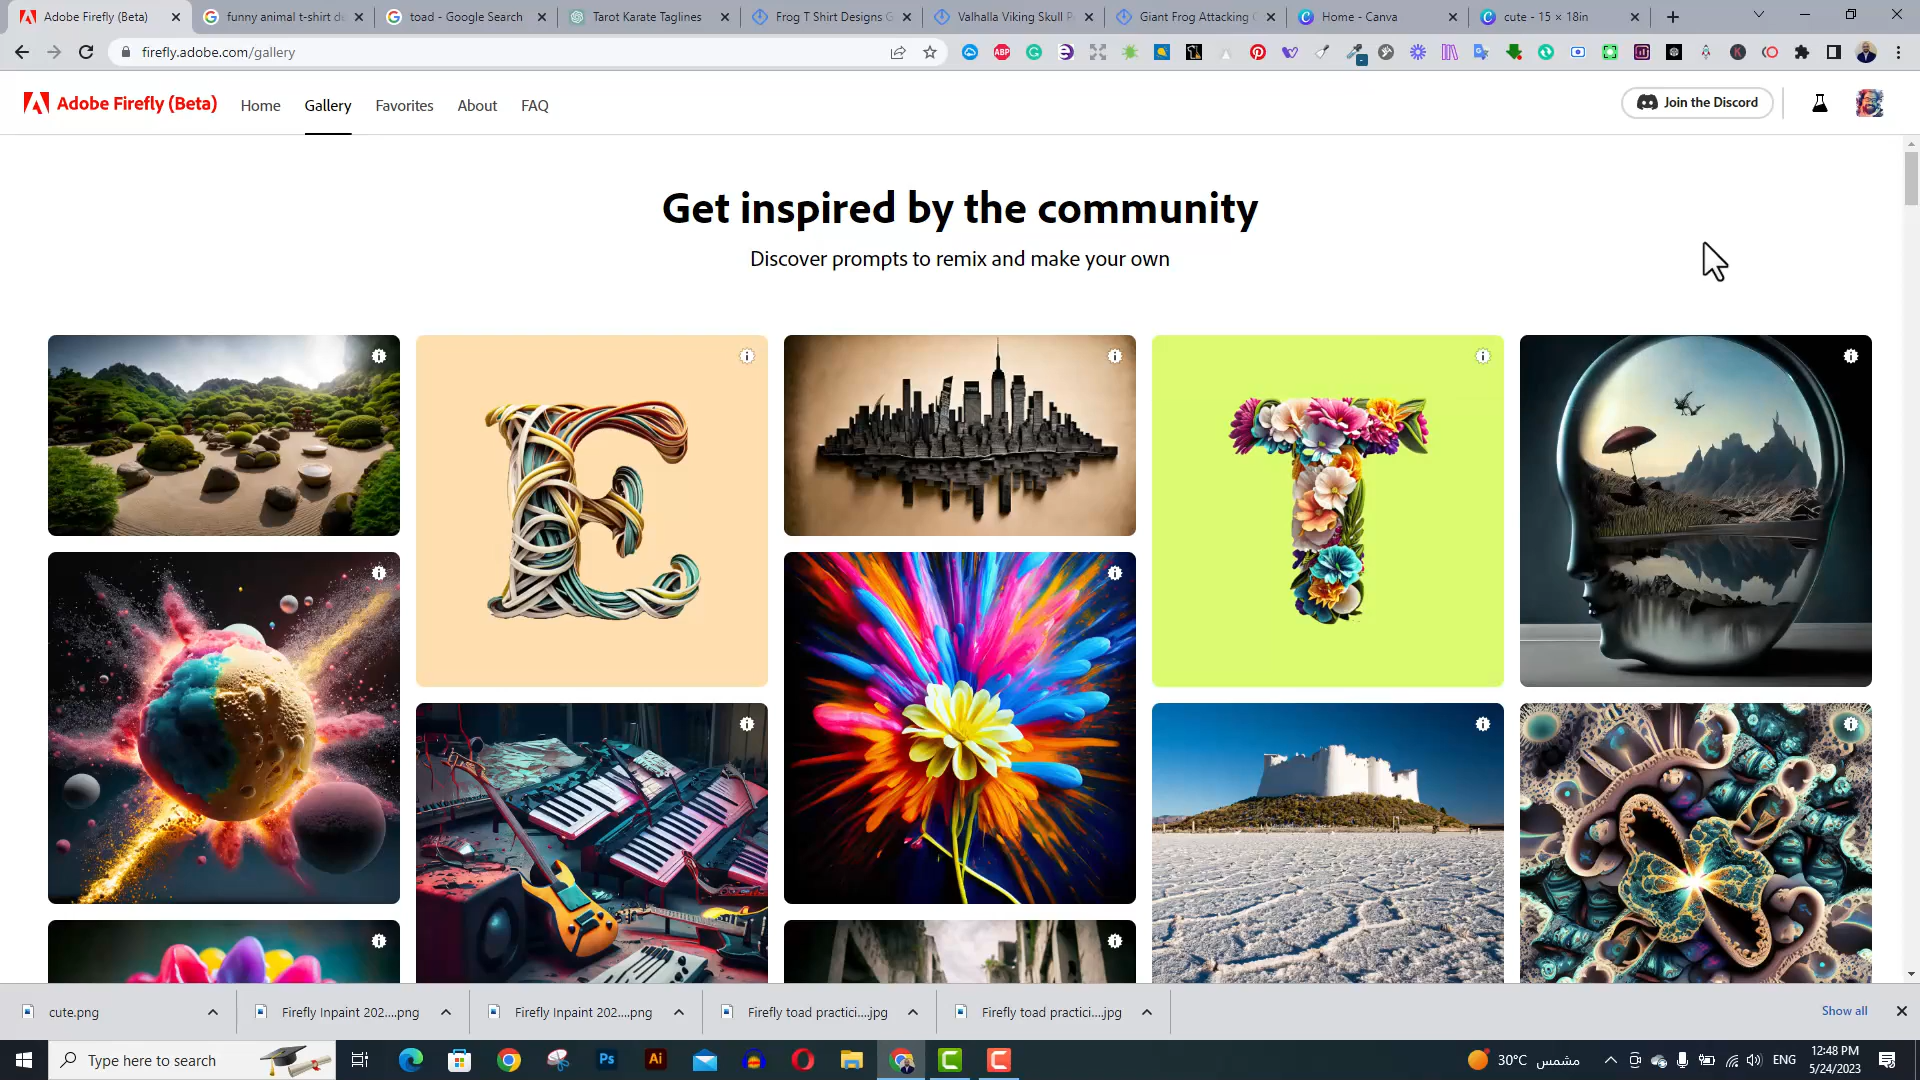 Adobe Firefly (Beta)
funny animal t-shirt d
toad - Google Search
Tarot Karate Taglines
Frog T Shirt Designs G
Valhalla Viking Skull P
Giant Frog Attacking
Home - Canva
cute - 15 × 18in
firefly.adobe.com/gallery
ABP
Adobe Firefly (Beta)
Home
Gallery
Favorites
About
FAQ
Join the Discord
Get inspired by the community
Discover prompts to remix and make your own
cute.png
Firefly Inpaint 202....png
Firefly Inpaint 202....png
Firefly toad practici....jpg
Firefly toad practici....jpg
Show all
Type here to search
Ps
Ai
30°C مشمس
ENG
12:48 PM
5/24/2023